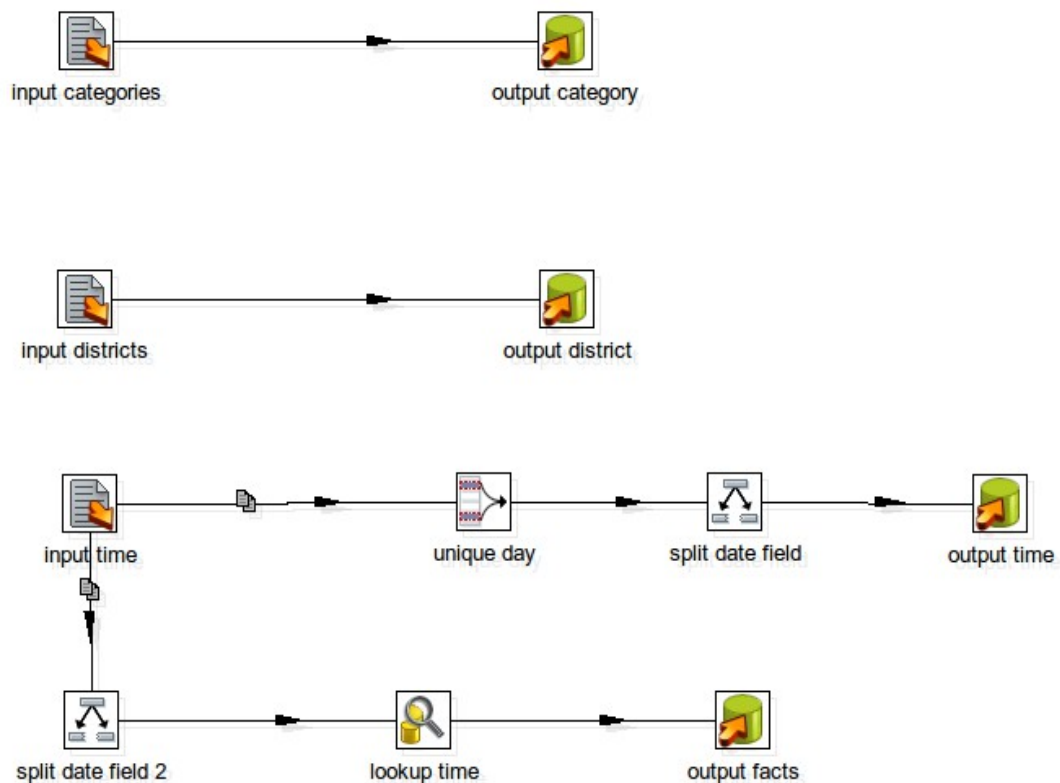 input categories
output category
input districts
output district
input time
unique day
split date field
output time
split date field 2
lookup time
output facts